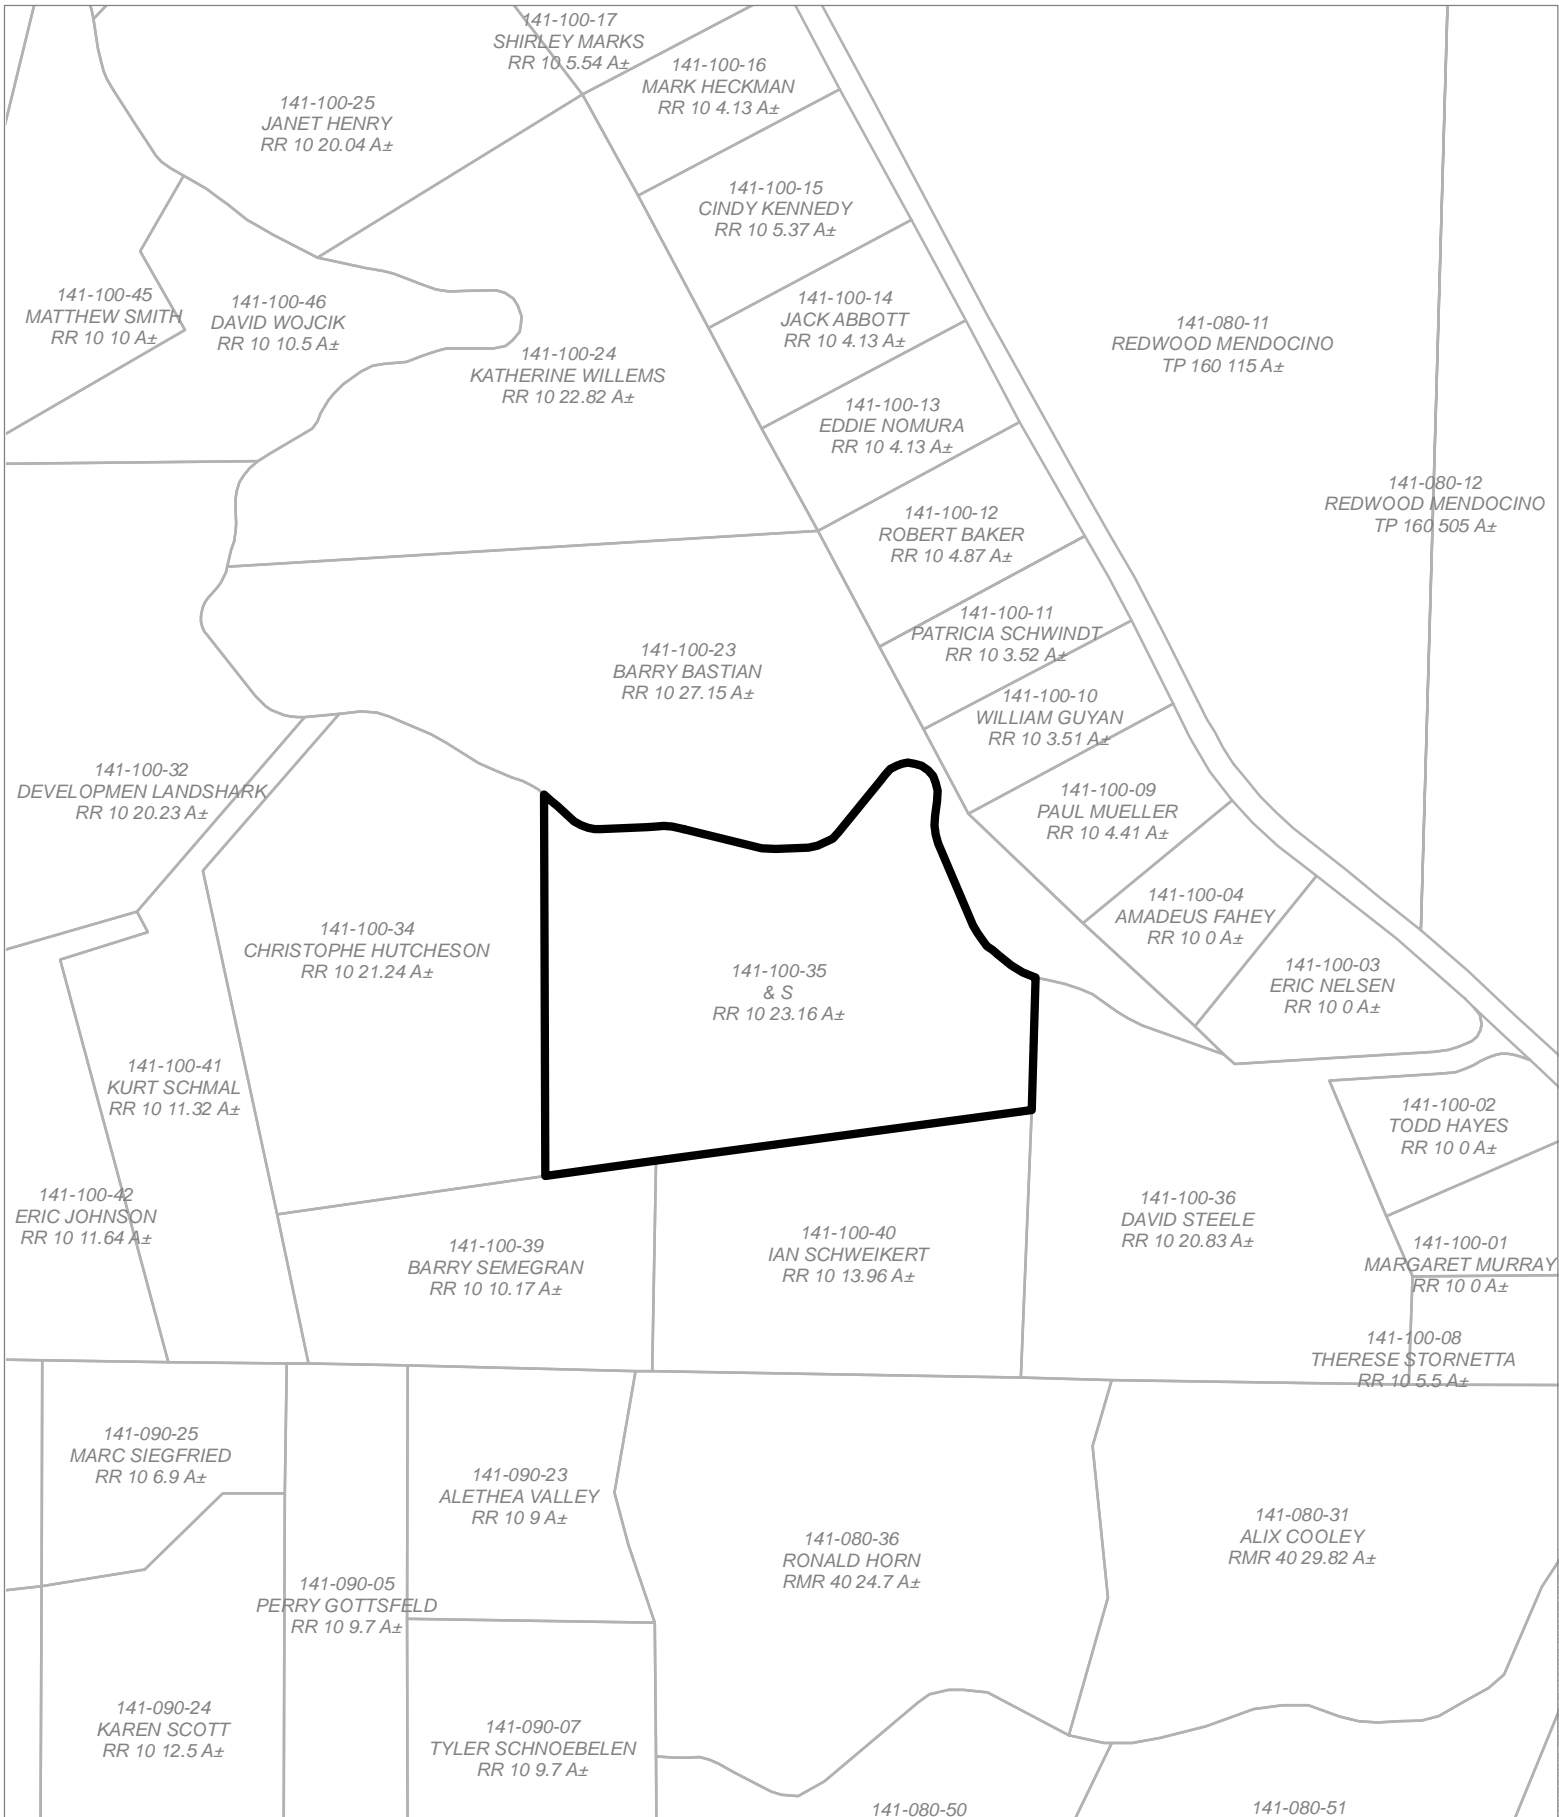 141-100-17
SHIRLEY MARKS
RR 10 5.54 A±
141-100-16
MARK HECKMAN
RR 10 4.13 A±
141-100-25
JANET HENRY
RR 10 20.04 A±
141-100-15
CINDY KENNEDY
RR 10 5.37 A±
141-100-45
MATTHEW SMITH
RR 10 10 A±
141-100-46
DAVID WOJCIK
RR 10 10.5 A±
141-100-14
JACK ABBOTT
RR 10 4.13 A±
141-080-11
REDWOOD MENDOCINO
TP 160 115 A±
141-100-24
KATHERINE WILLEMS
RR 10 22.82 A±
141-100-13
EDDIE NOMURA
RR 10 4.13 A±
141-080-12
REDWOOD MENDOCINO
TP 160 505 A±
141-100-12
ROBERT BAKER
RR 10 4.87 A±
141-100-11
PATRICIA SCHWINDT
RR 10 3.52 A±
141-100-23
BARRY BASTIAN
RR 10 27.15 A±
141-100-10
WILLIAM GUYAN
RR 10 3.51 A±
141-100-32
DEVELOPMEN LANDSHARK
RR 10 20.23 A±
141-100-09
PAUL MUELLER
RR 10 4.41 A±
141-100-04
AMADEUS FAHEY
RR 10 0 A±
141-100-34
CHRISTOPHE HUTCHESON
RR 10 21.24 A±
141-100-35
& S
RR 10 23.16 A±
141-100-03
ERIC NELSEN
RR 10 0 A±
141-100-41
KURT SCHMAL
RR 10 11.32 A±
141-100-02
TODD HAYES
RR 10 0 A±
141-100-42
ERIC JOHNSON
RR 10 11.64 A±
141-100-36
DAVID STEELE
RR 10 20.83 A±
141-100-39
BARRY SEMEGRAN
RR 10 10.17 A±
141-100-40
IAN SCHWEIKERT
RR 10 13.96 A±
141-100-01
MARGARET MURRAY
RR 10 0 A±
141-100-08
THERESE STORNETTA
RR 10 5.5 A±
141-090-25
MARC SIEGFRIED
RR 10 6.9 A±
141-090-23
ALETHEA VALLEY
RR 10 9 A±
141-080-36
RONALD HORN
RMR 40 24.7 A±
141-080-31
ALIX COOLEY
RMR 40 29.82 A±
141-090-05
PERRY GOTTSFELD
RR 10 9.7 A±
141-090-24
KAREN SCOTT
RR 10 12.5 A±
141-090-07
TYLER SCHNOEBELEN
RR 10 9.7 A±
141-080-50
141-080-51